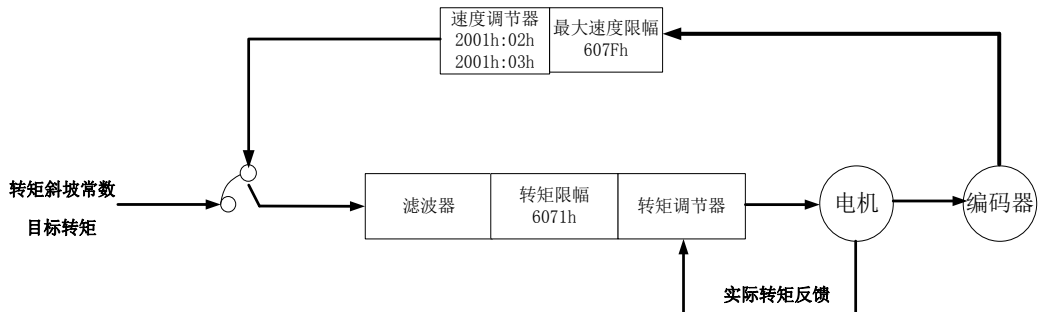 速度调节器
2001h:02h
2001h:03h
最大速度限幅
607Fh
转矩斜坡常数
目标转矩
滤波器
转矩限幅
6071h
转矩调节器
电机
编码器
实际转矩反馈